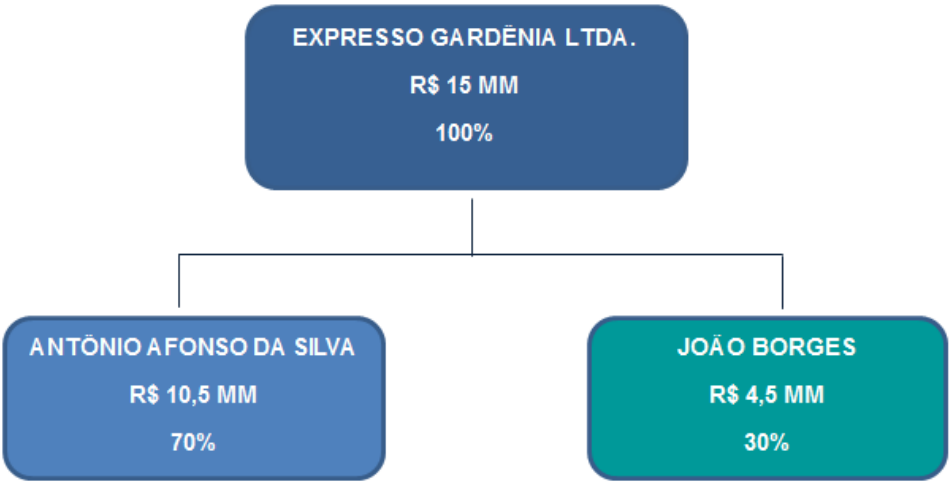 EXPRESSO GARDÊNIA LTDA.
R$ 15 MM
100%
ANTÔNIO AFONSO DA SILVA
R$ 10,5 MM
70%
JOÃO BORGES
R$ 4,5 MM
30%